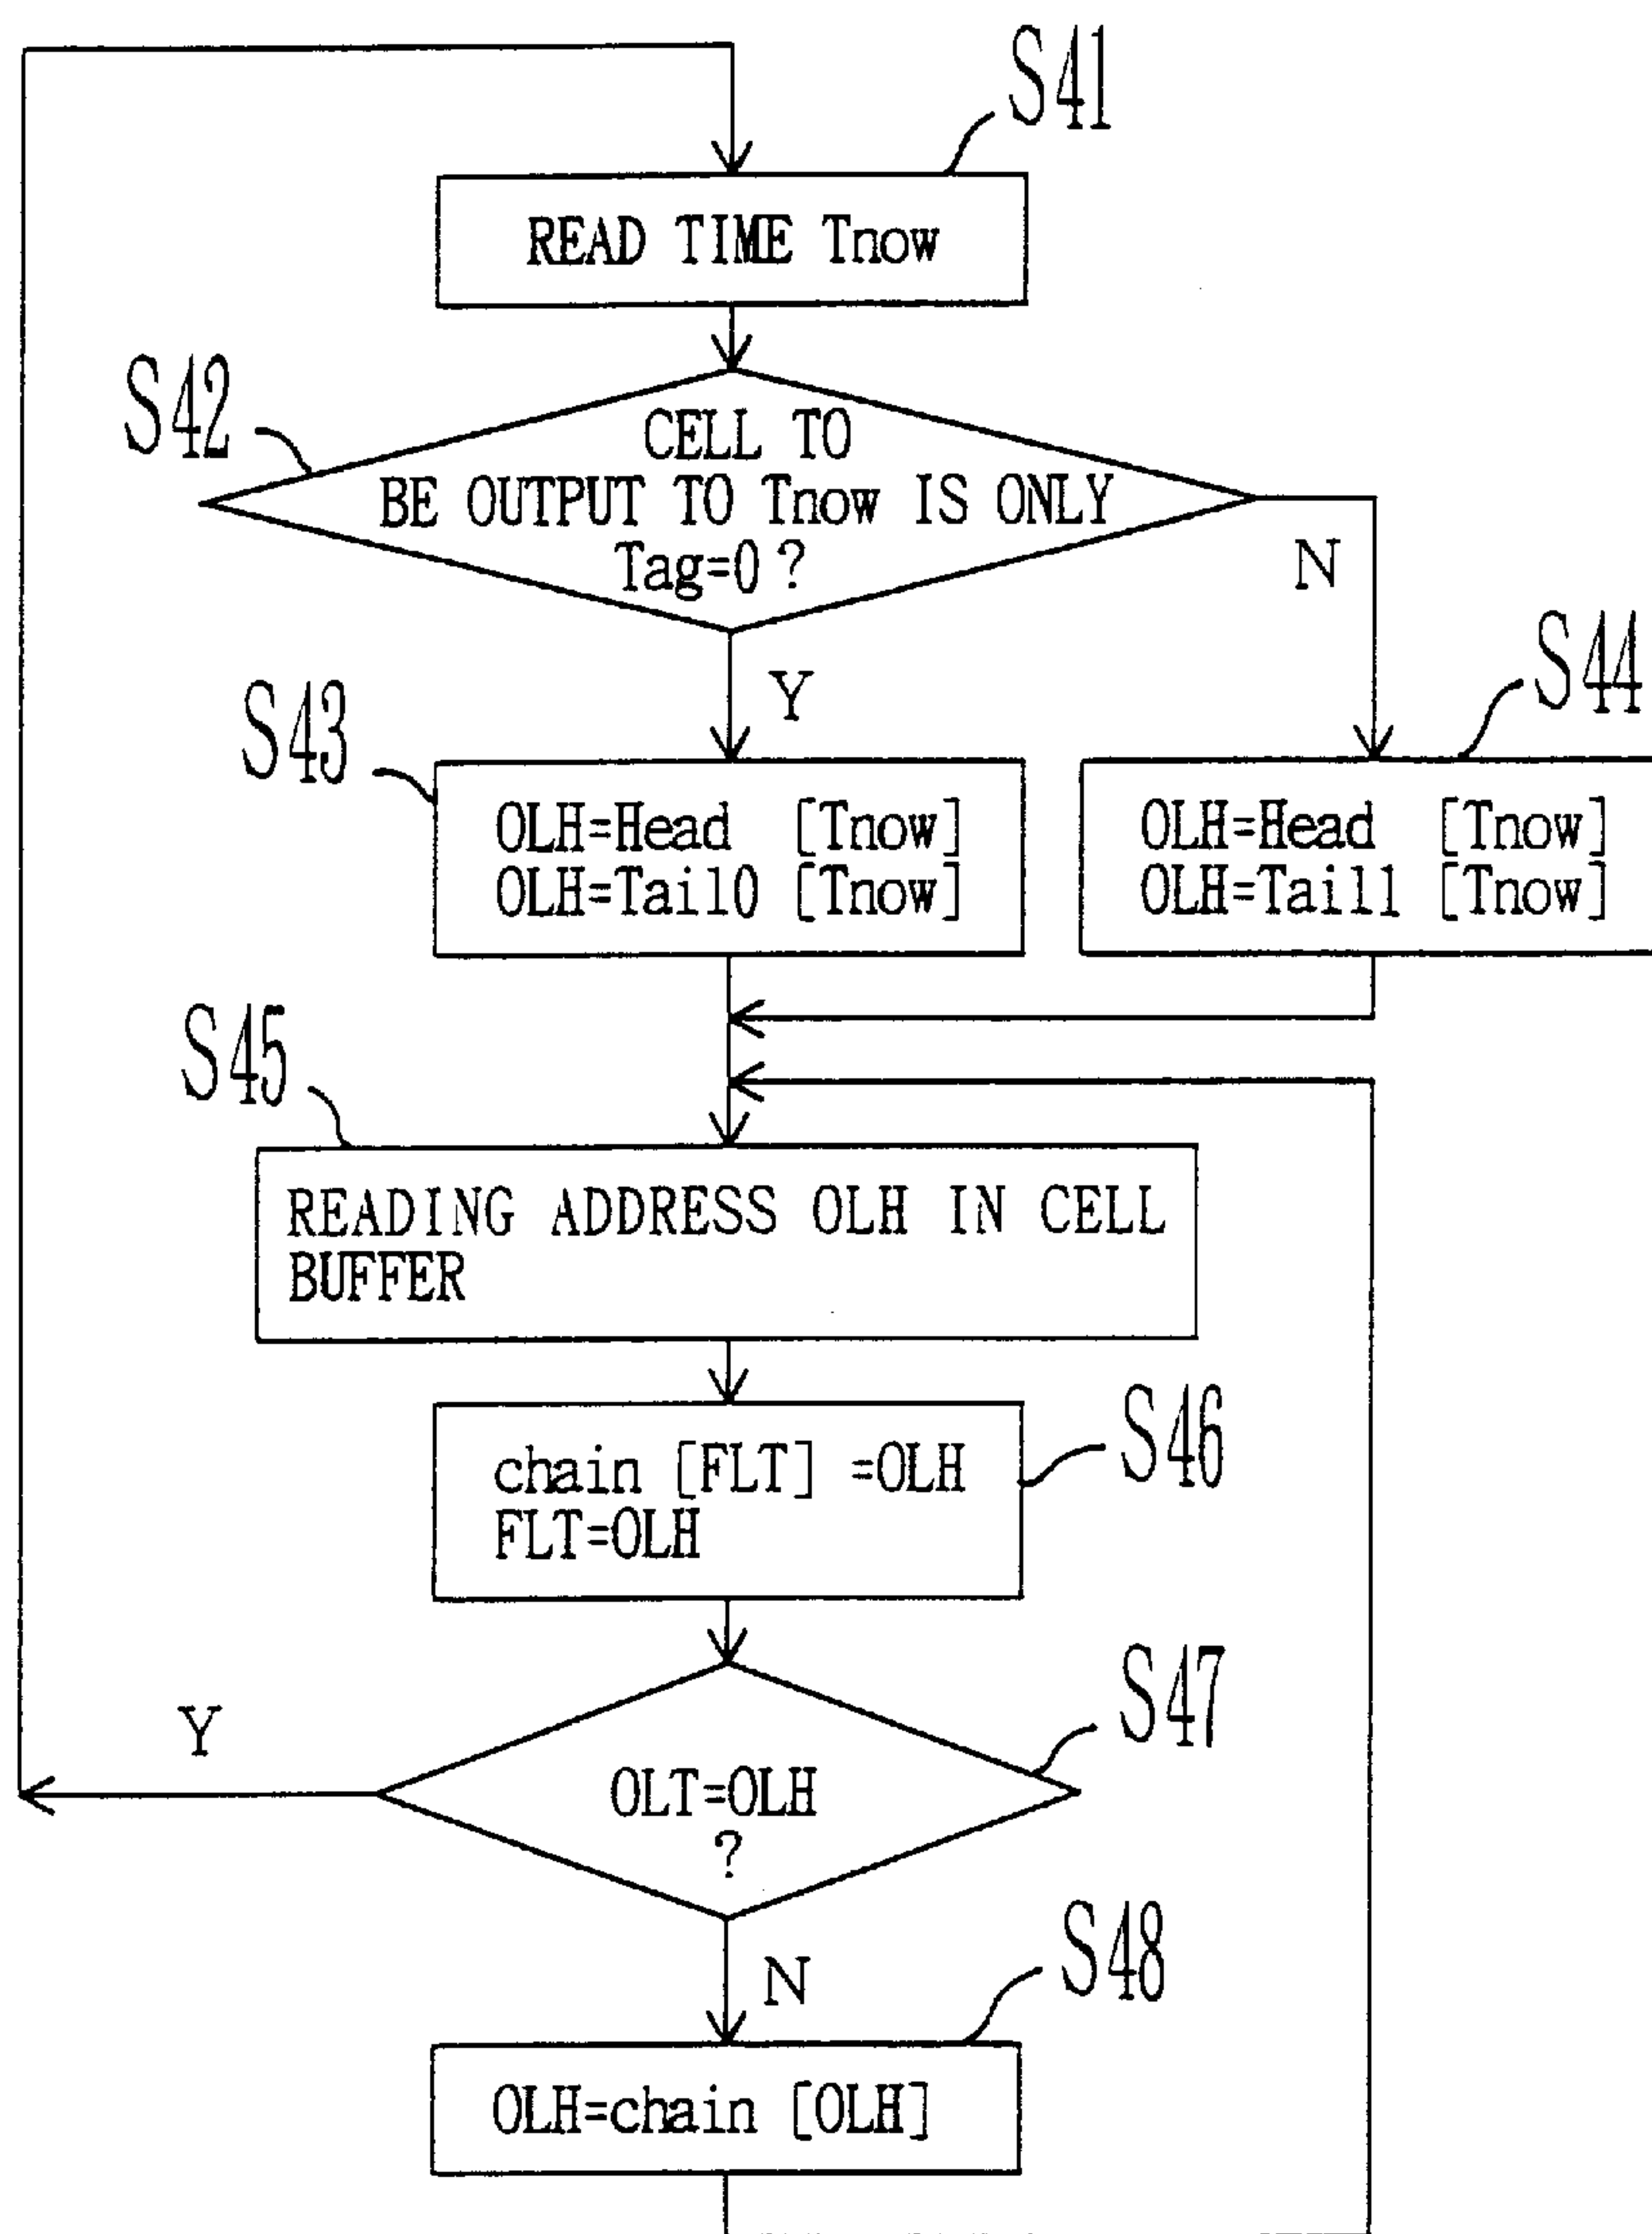 S41
READ TIME Tnow
S42
CELL TO
BE OUTPUT TO Tnow IS ONLY
Tag=0 ?
N
Y
S43
S44
OLH=Head [Tnow]
OLH=Tail0 [Tnow]
OLH=Head [Tnow]
OLH=Tail1 [Tnow]
S45
READING ADDRESS OLH IN CELL
BUFFER
S46
chain [FLT] =OLH
FLT=OLH
S47
Y
OLT=OLH
?
N
S48
OLH=chain [OLH]